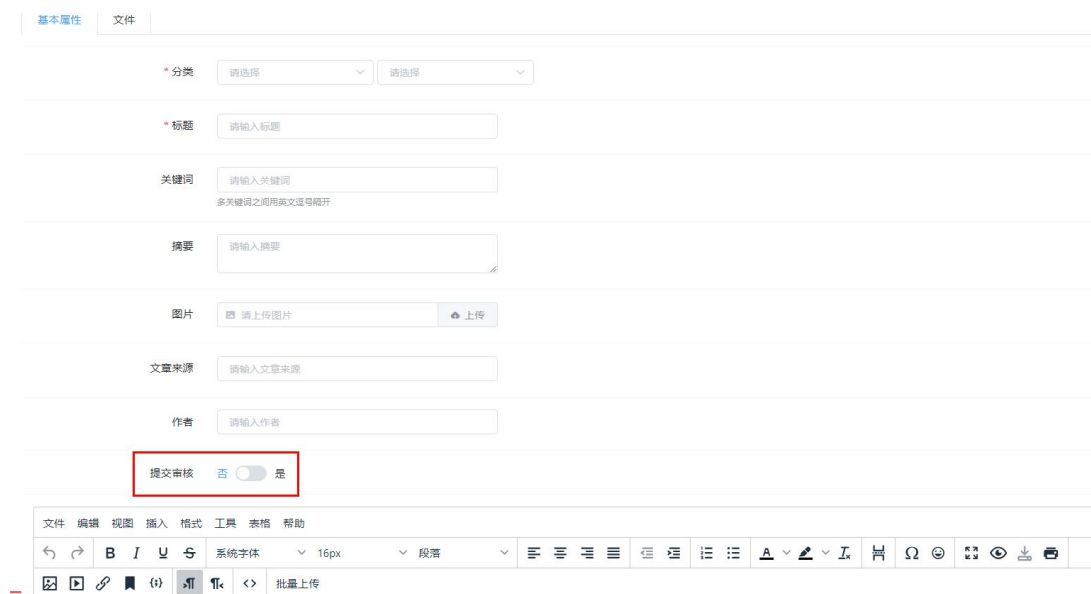 基本属性 文件
* 分类 请选择 请选择
* 标题 请输入标题
关键词 请输入关键词
多关键词之间用英文逗号隔开
摘要 请输入摘要
图片 请上传图片 上传
文章来源 请输入文章来源
作者 请输入作者
提交审核 否 是
文件 编辑 视图 插入 格式 工具 表格 帮助
B I U S 系统字体 16px 段落 A Ω
批量上传